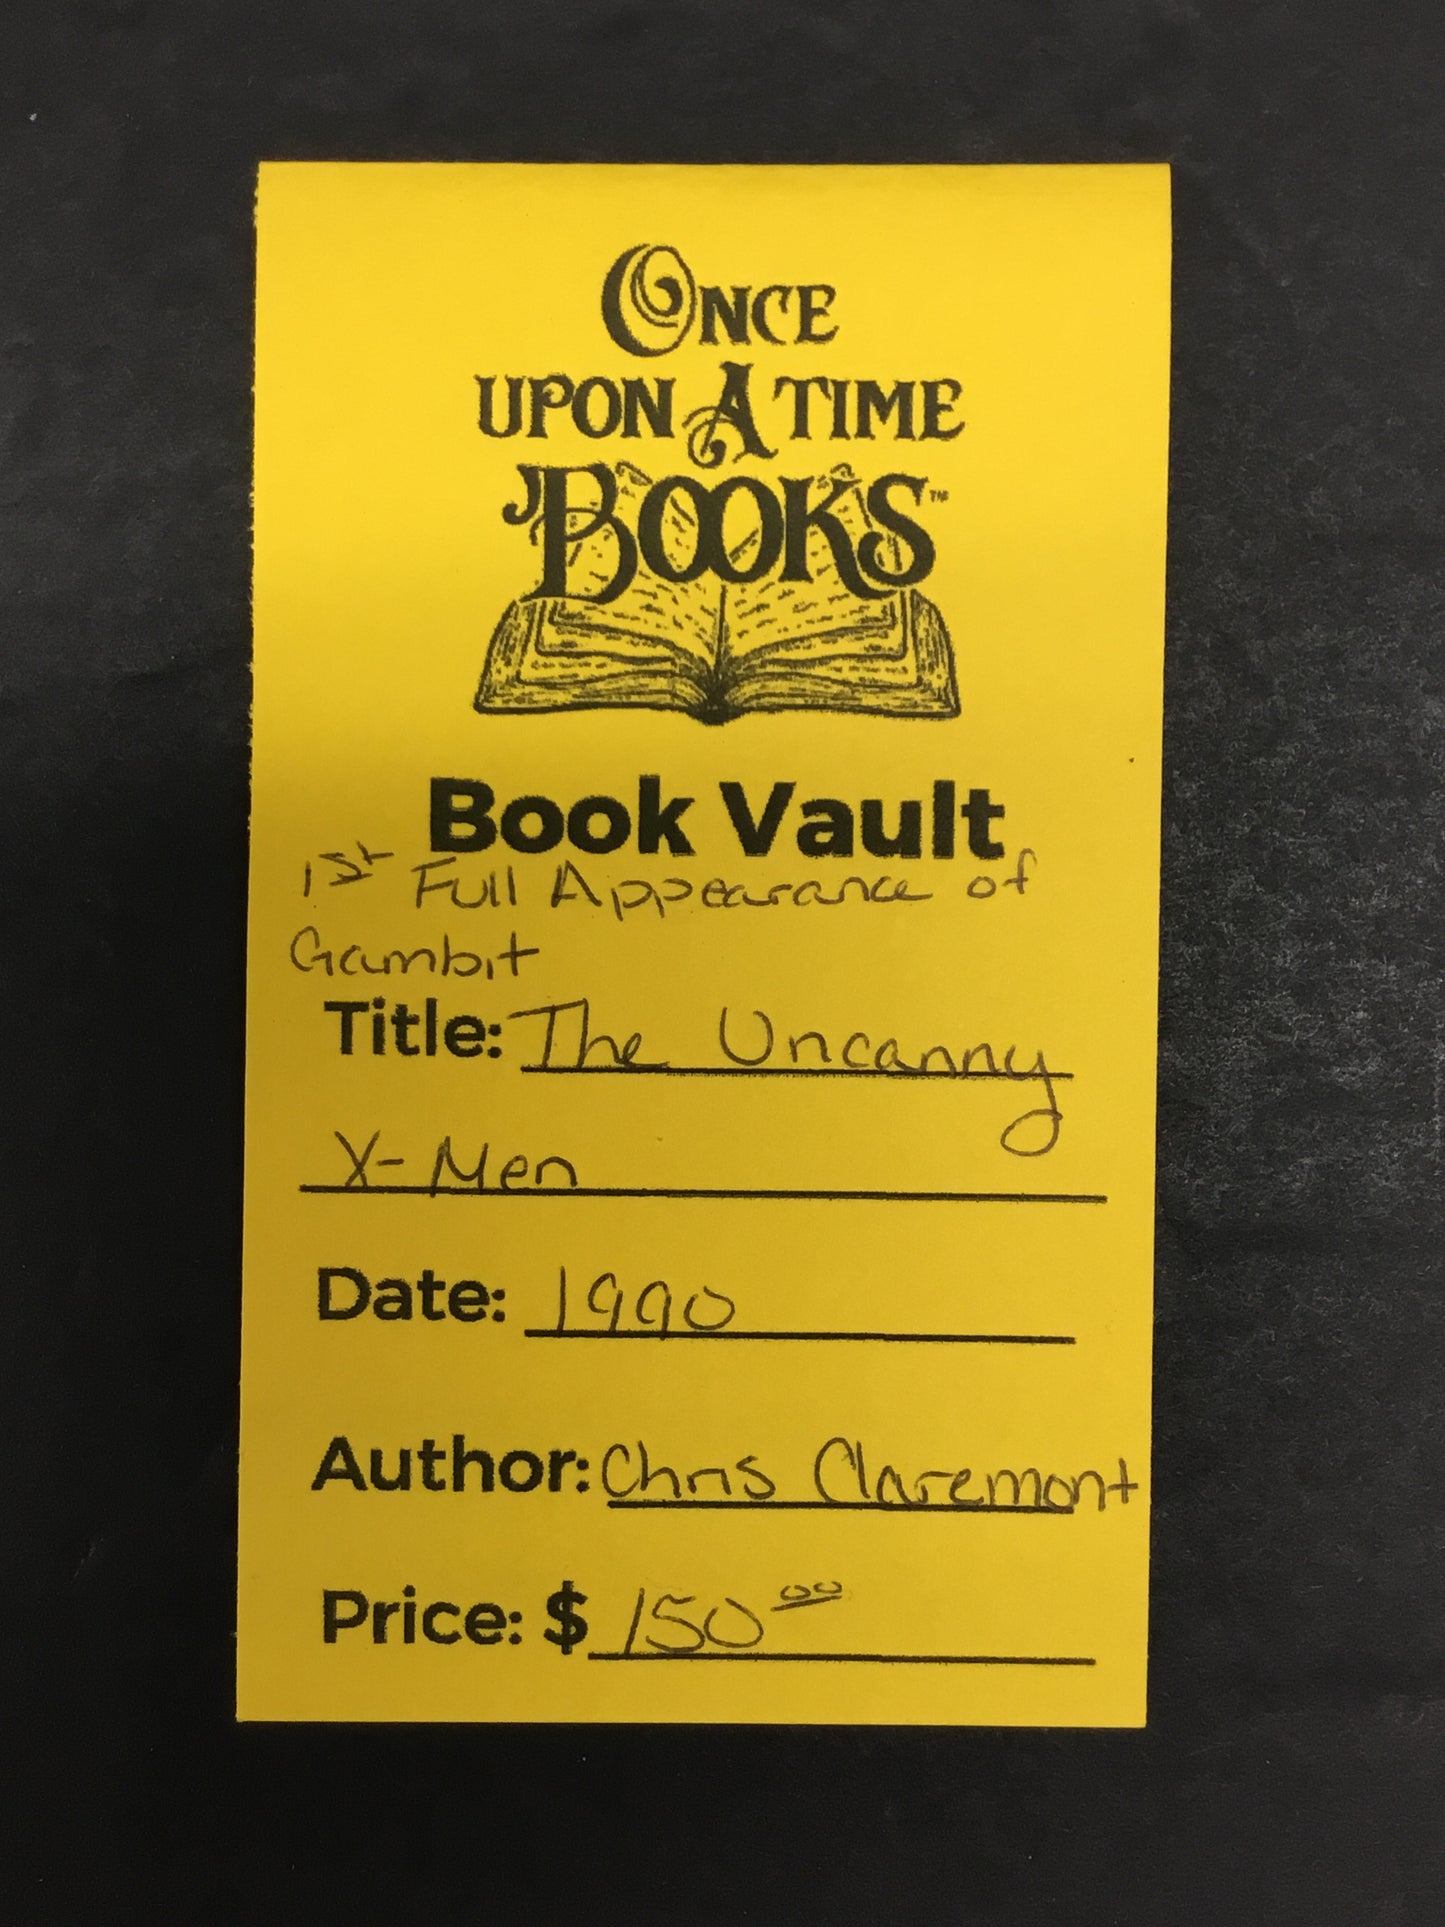 Once
upon A time
Books™
Book Vault
1st Full Appearance of
Gambit
Title: The Uncanny
X-Men
Date: 1990
Author: Chris Claremont
Price: $ 150.00